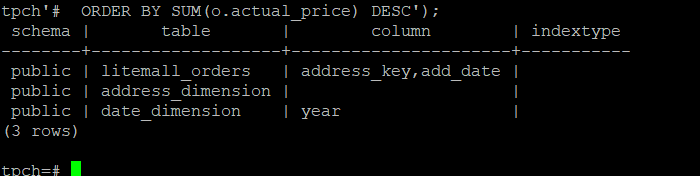 tpch'#  ORDER BY SUM(o.actual_price) DESC');
 schema |       table       |        column        | indextype
--------+-------------------+----------------------+-----------
 public | litemall_orders   | address_key,add_date |
 public | address_dimension |                      |
 public | date_dimension    | year                 |
(3 rows)
tpch=#